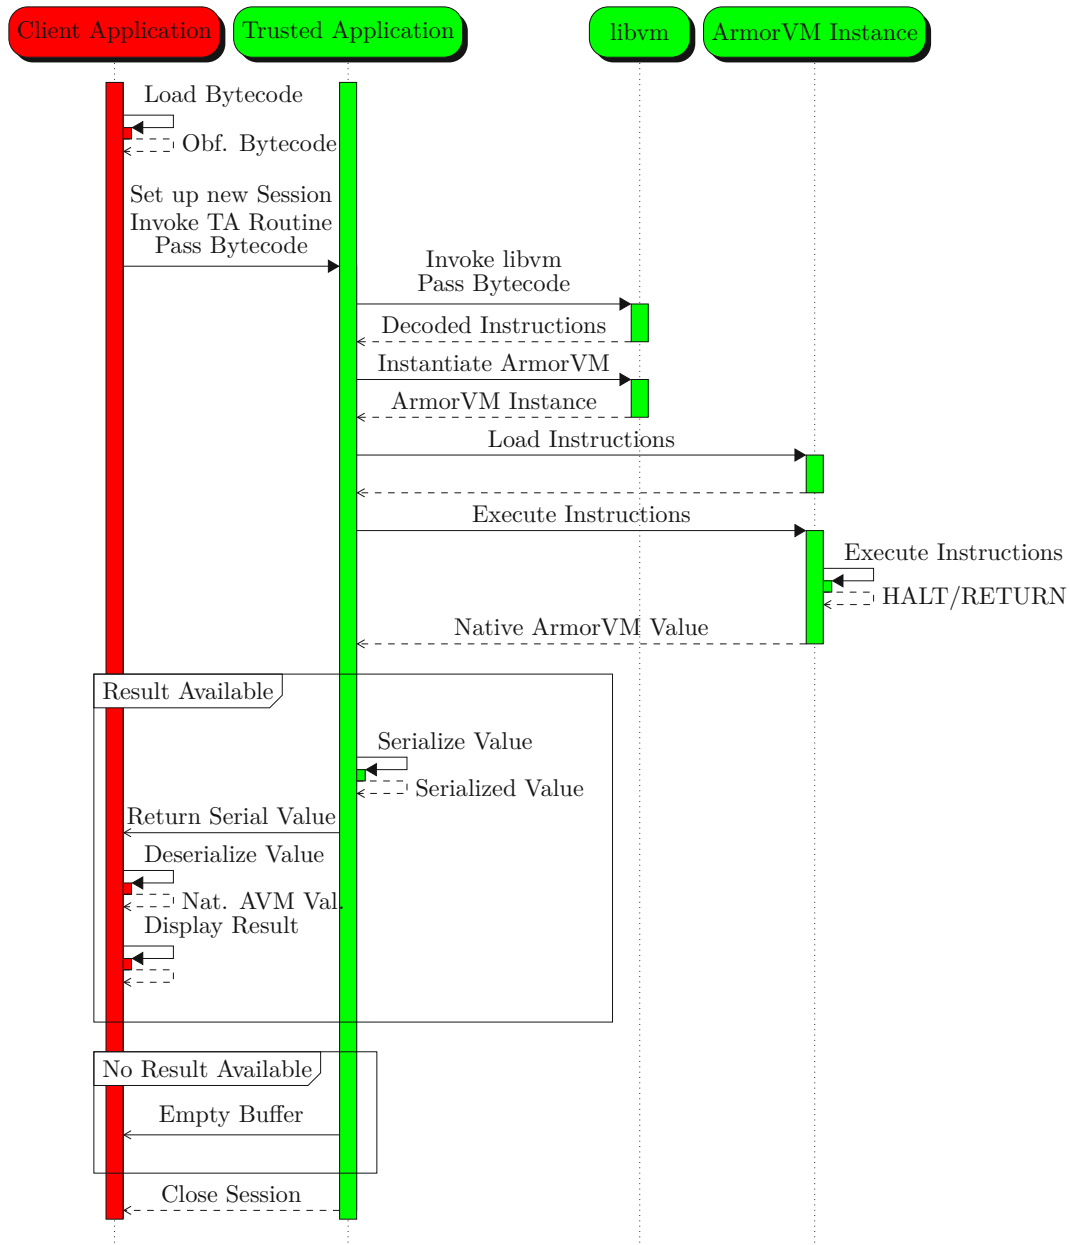 Client Application
Trusted Application
libvm
ArmorVM Instance
Load Bytecode
Obf. Bytecode
Set up new Session
Invoke TA Routine
Pass Bytecode
Invoke libvm
Pass Bytecode
Decoded Instructions
Instantiate ArmorVM
ArmorVM Instance
Load Instructions
Execute Instructions
Execute Instructions
HALT/RETURN
Native ArmorVM Value
Result Available
Serialize Value
Serialized Value
Return Serial Value
Deserialize Value
Nat. AVM Val.
Display Result
No Result Available
Empty Buffer
Close Session